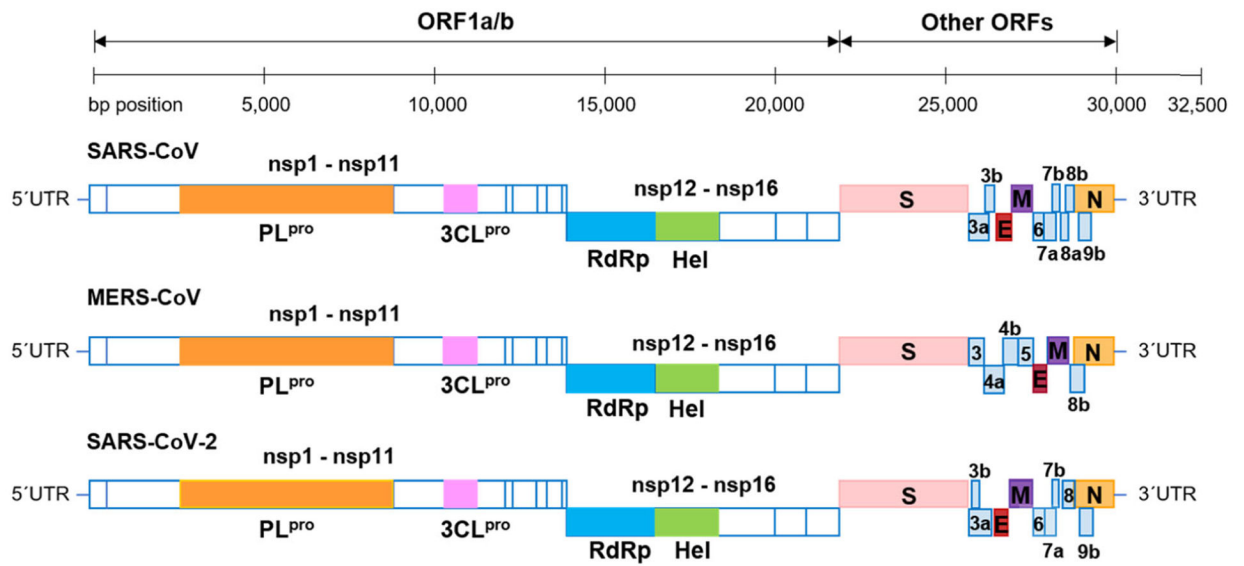 ORF1a/b Other ORFs
bp position 5,000 10,000 15,000 20,000 25,000 30,000 32,500
SARS-CoV
nsp1 - nsp11 nsp12 - nsp16 3b 7b 8b
5´UTR S M N 3´UTR
PLpro 3CLpro RdRp Hel 3a E 6 7a 8a 9b
MERS-CoV
nsp1 - nsp11 nsp12 - nsp16 4b
5´UTR S 3 5 M N 3´UTR
PLpro 3CLpro RdRp Hel 4a E 8b
SARS-CoV-2
nsp1 - nsp11 nsp12 - nsp16 3b 7b
5´UTR S M 8 N 3´UTR
PLpro 3CLpro RdRp Hel 3a E 6 7a 9b